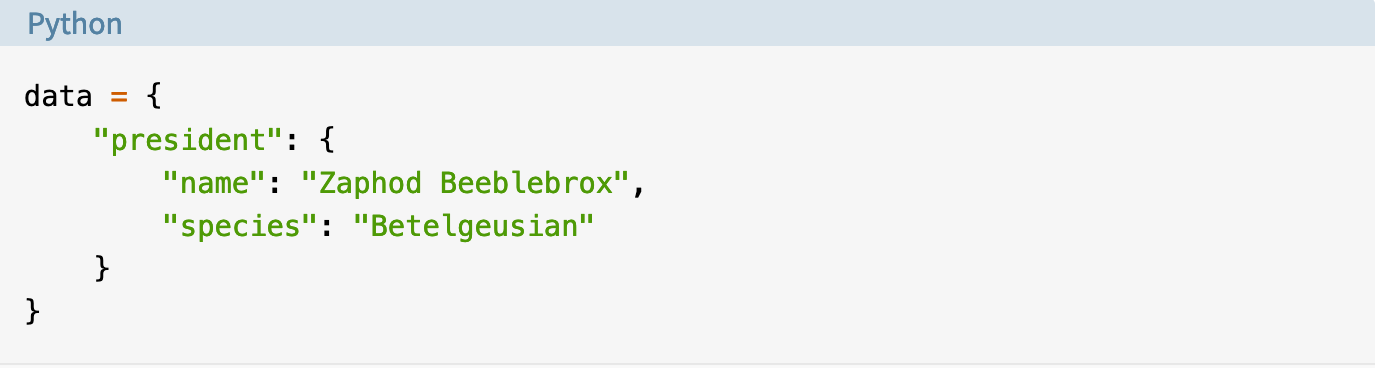 Python
data = {
    "president": {
        "name": "Zaphod Beeblebrox",
        "species": "Betelgeusian"
    }
}